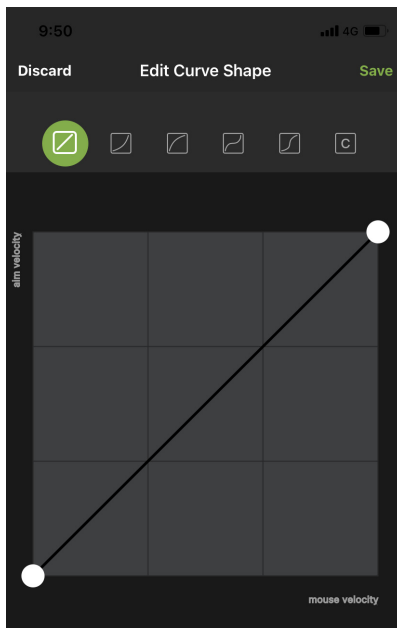 9:50 4G
Discard Edit Curve Shape Save
C
aim velocity
mouse velocity